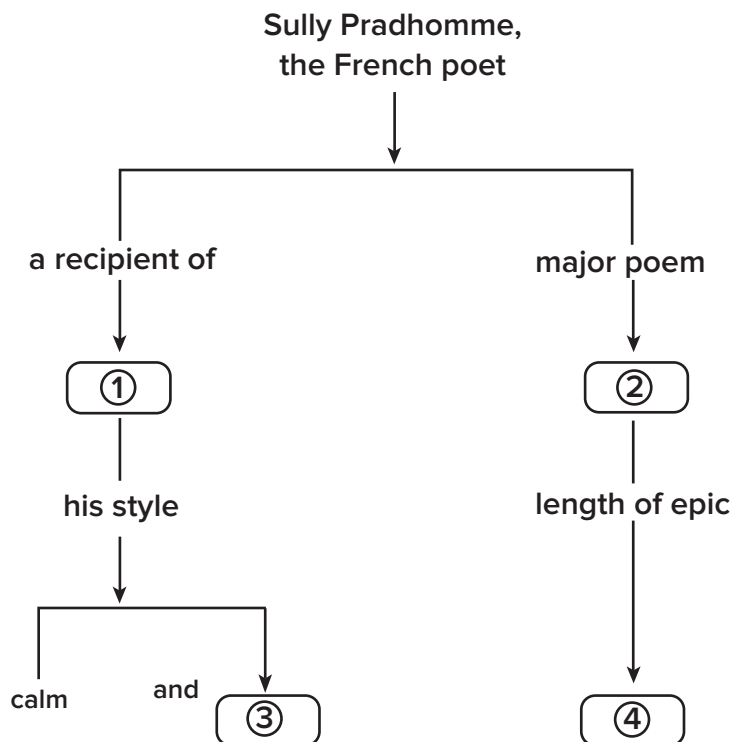 Sully Pradhomme,
the French poet
a recipient of
major poem
①
②
his style
length of epic
calm
and
③
④